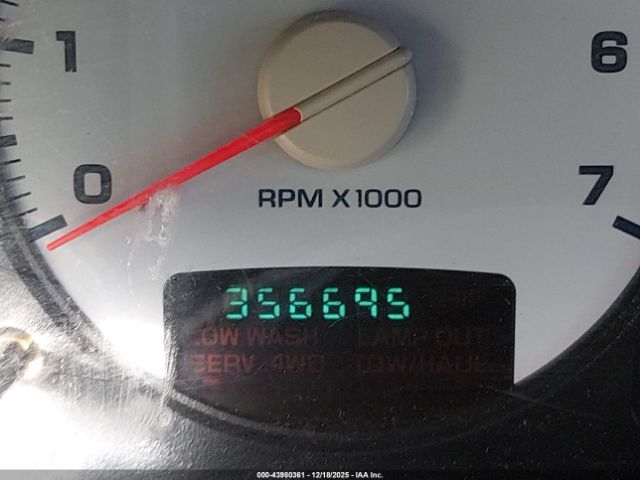 1
6
0
7
RPM X1000
356695
LOW WASH LAMP OUT
SERV 4WD TOW/HAUL
000-43980361 - 12/18/2025 - IAA Inc.